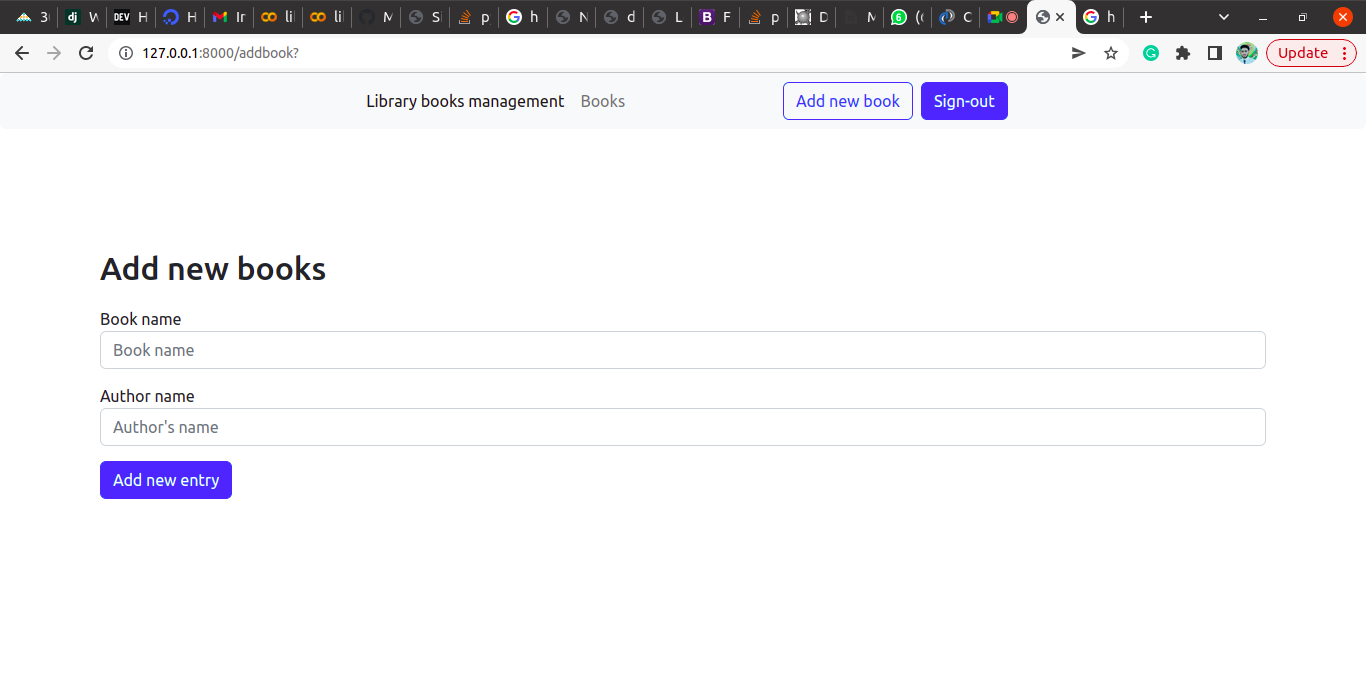 3
dj
W
DEV
H
H
Ir
li
li
M
S
p
G
h
N
d
L
B
F
p
D
M
6
(
C
G
h
127.0.0.1:8000/addbook?
G
Update
Library books management
Books
Add new book
Sign-out
Add new books
Book name
Book name
Author name
Author's name
Add new entry